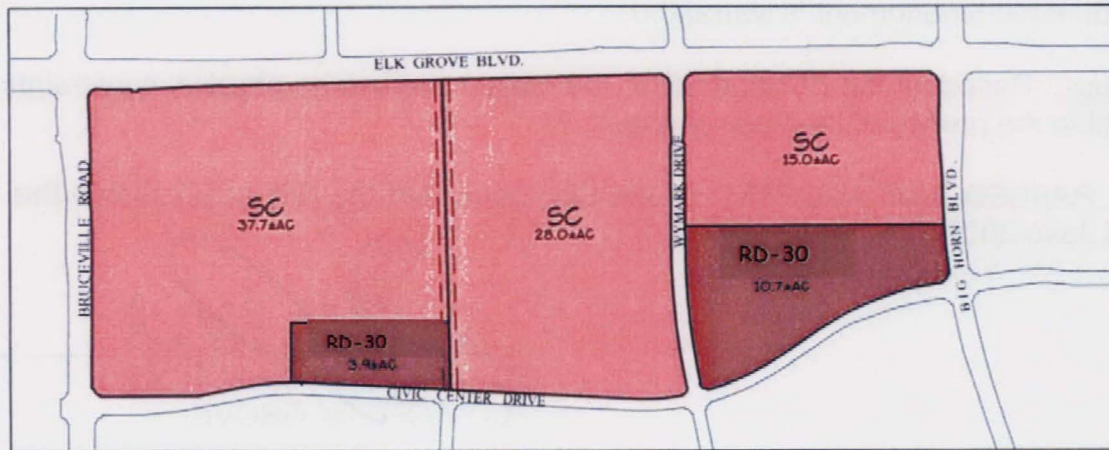 ELK GROVE BLVD.
BRUCEVILLE ROAD
SC
37.7±AC
SC
28.0±AC
WYMARK DRIVE
SC
15.0±AC
BIG HORN BLVD.
RD-30
10.7±AC
RD-30
3.9±AC
CIVIC CENTER DRIVE